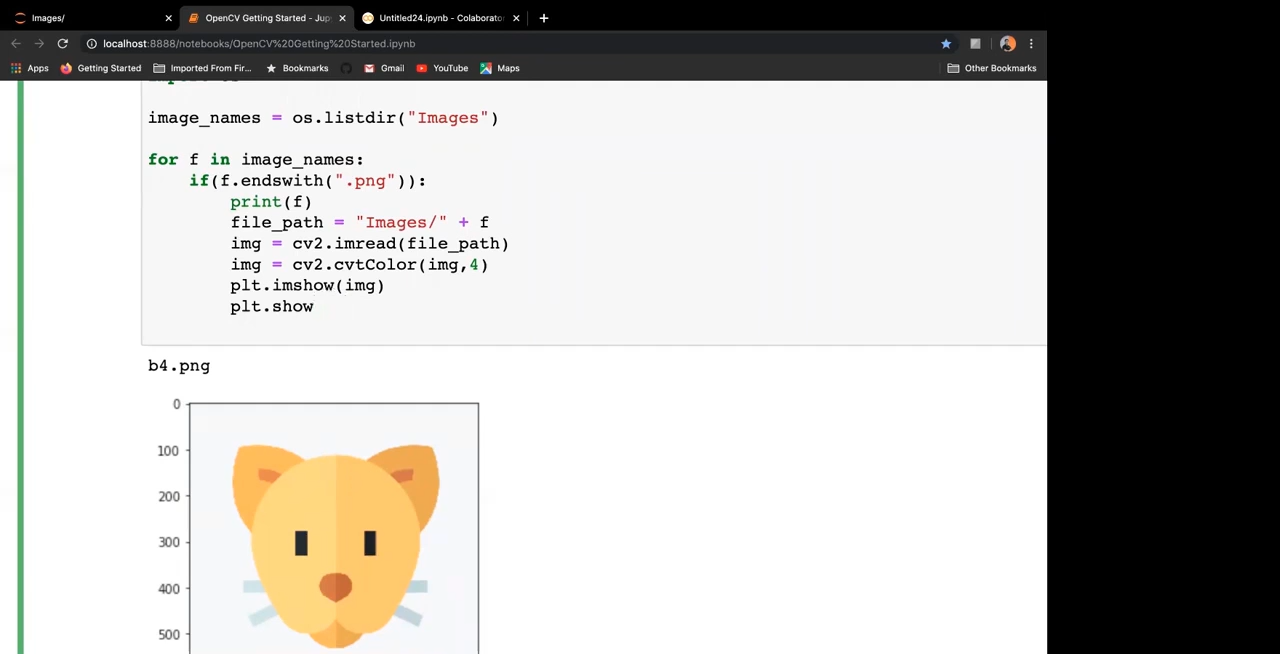 Images/
OpenCV Getting Started - Jup
Untitled24.ipynb - Colaborator
localhost:8888/notebooks/OpenCV%20Getting%20Started.ipynb
Apps
Getting Started
Imported From Fir...
Bookmarks
Gmail
YouTube
Maps
Other Bookmarks
image_names = os.listdir("Images")
for f in image_names:
if(f.endswith(".png")):
print(f)
file_path = "Images/" + f
img = cv2.imread(file_path)
img = cv2.cvtColor(img,4)
plt.imshow(img)
plt.show
b4.png
0
100
200
300
400
500